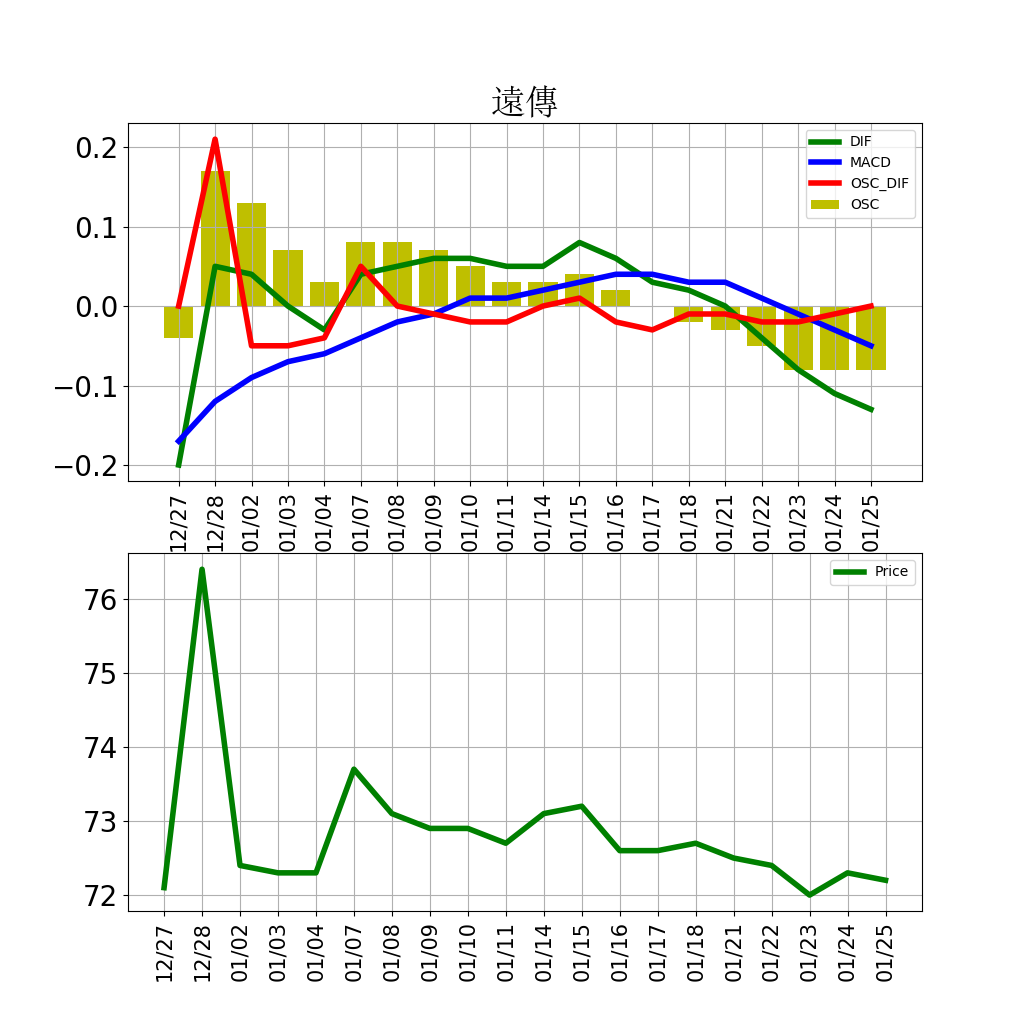 遠傳
DIF
MACD
OSC_DIF
OSC
0.2
0.1
0.0
−0.1
−0.2
12/27 12/28 01/02 01/03 01/04 01/07 01/08 01/09 01/10 01/11 01/14 01/15 01/16 01/17 01/18 01/21 01/22 01/23 01/24 01/25
Price
76
75
74
73
72
12/27 12/28 01/02 01/03 01/04 01/07 01/08 01/09 01/10 01/11 01/14 01/15 01/16 01/17 01/18 01/21 01/22 01/23 01/24 01/25